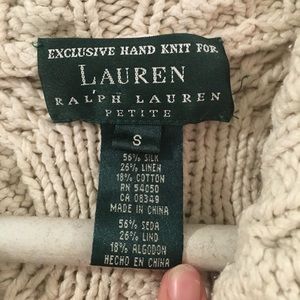 EXCLUSIVE HAND KNIT FOR
LAUREN
RALPH LAUREN
PETITE
S
56% SILK
26% LINEN
18% COTTON
RN 54050
CA 08349
MADE IN CHINA
56% SEDA
26% LINO
18% ALGODON
HECHO EN CHINA